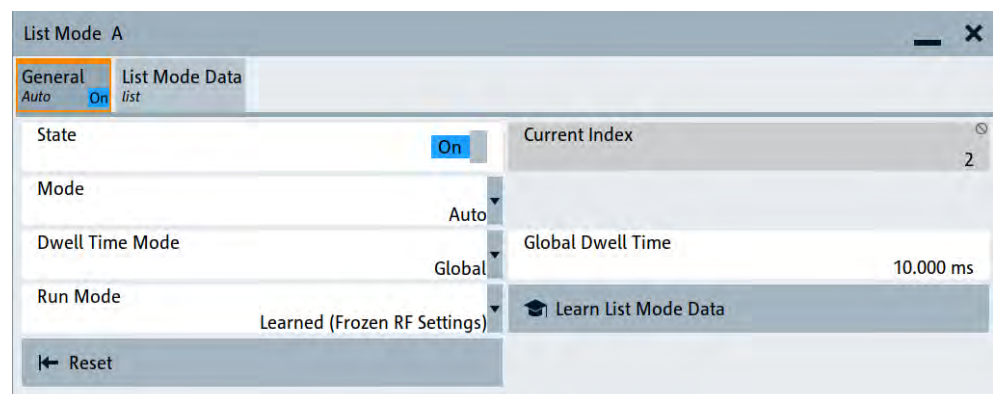 List Mode A
General
Auto On
List Mode Data
list
State
On
Current Index
2
Mode
Auto
Dwell Time Mode
Global
Global Dwell Time
10.000 ms
Run Mode
Learned (Frozen RF Settings)
Learn List Mode Data
Reset